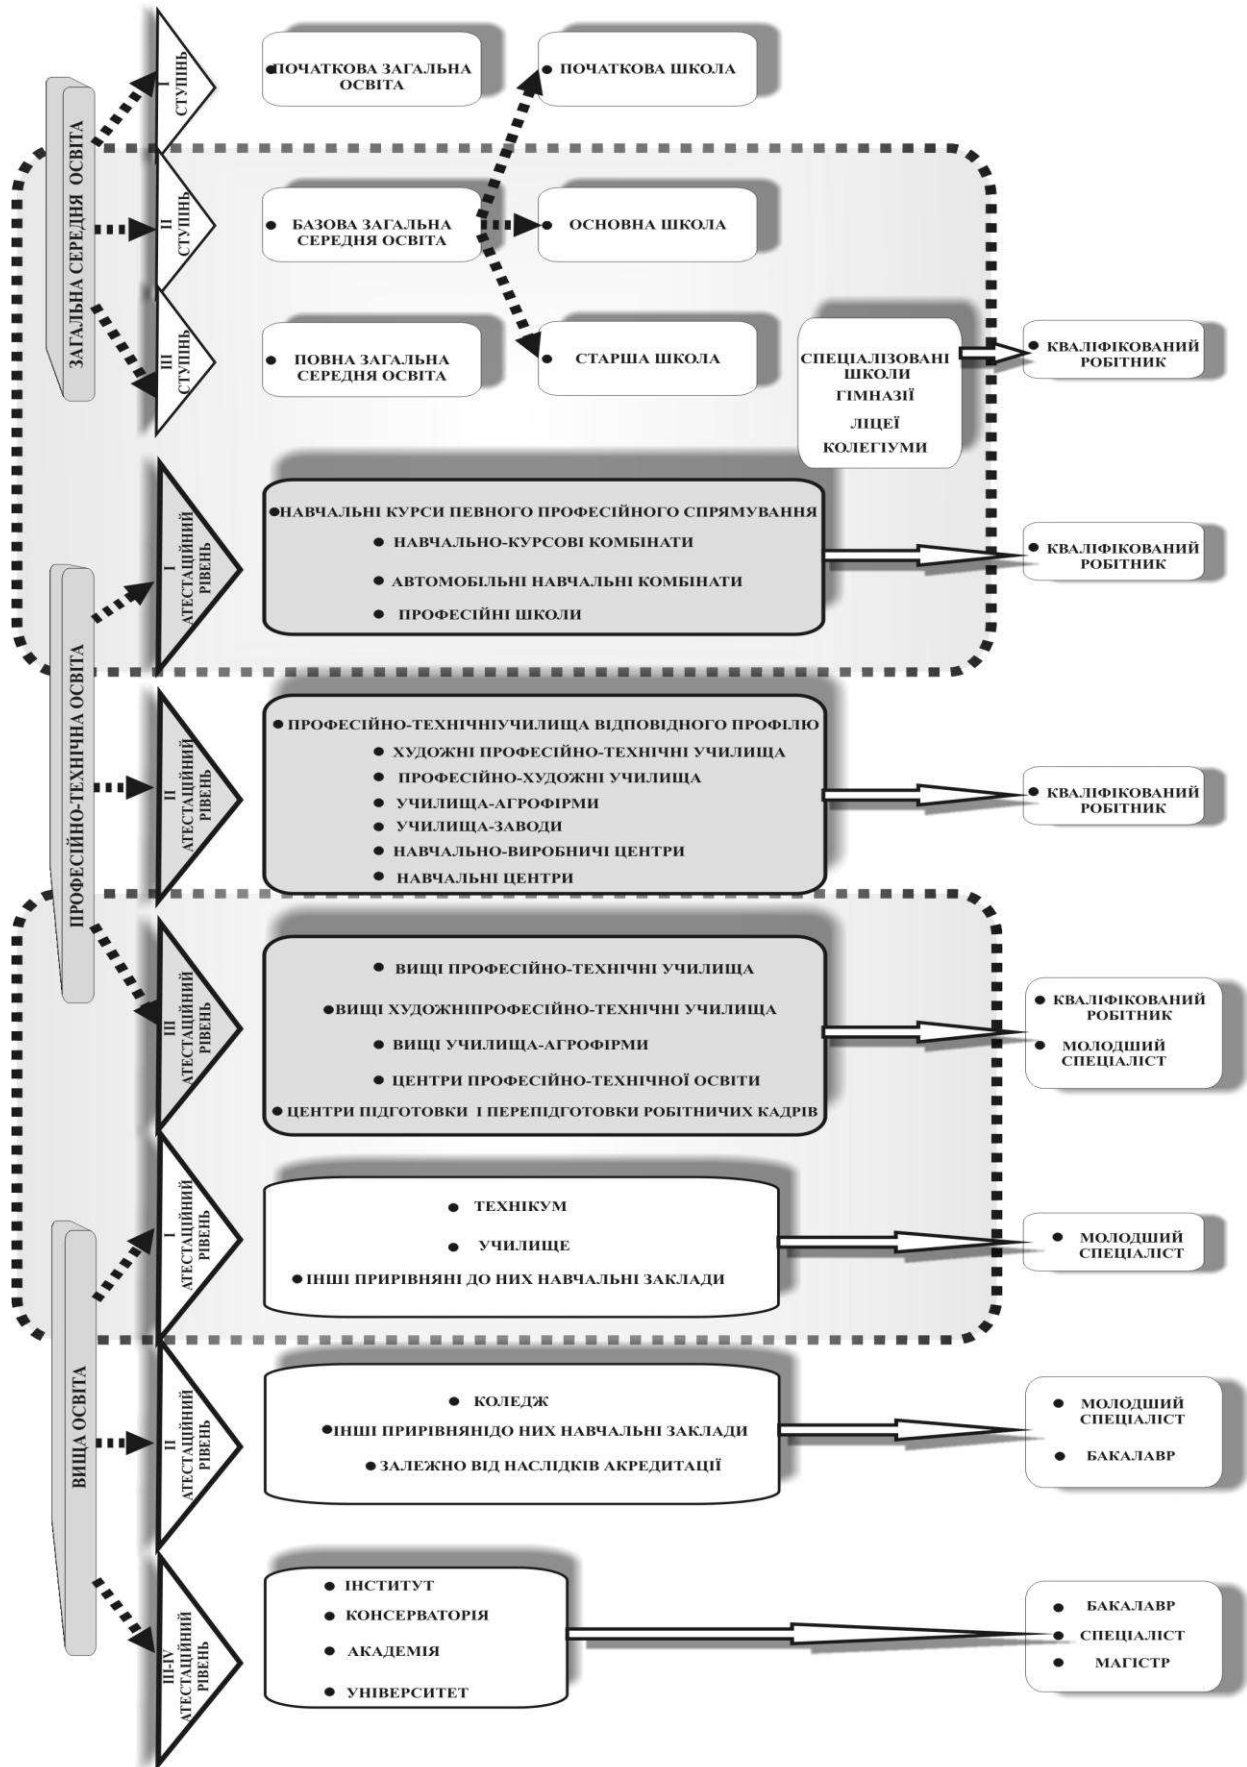 ЗАГАЛЬНА СЕРЕДНЯ ОСВІТА
I
СТУПІНЬ
● ПОЧАТКОВА ЗАГАЛЬНА
ОСВІТА
● ПОЧАТКОВА ШКОЛА
II
СТУПІНЬ
● БАЗОВА ЗАГАЛЬНА
СЕРЕДНЯ ОСВІТА
● ОСНОВНА ШКОЛА
III
СТУПІНЬ
● ПОВНА ЗАГАЛЬНА
СЕРЕДНЯ ОСВІТА
● СТАРША ШКОЛА
СПЕЦІАЛІЗОВАНІ
ШКОЛИ
ГІМНАЗІЇ
ЛІЦЕЇ
КОЛЕГІУМИ
● КВАЛІФІКОВАНИЙ
РОБІТНИК
ПРОФЕСІЙНО-ТЕХНІЧНА ОСВІТА
I
АТЕСТАЦІЙНИЙ
РІВЕНЬ
● НАВЧАЛЬНІ КУРСИ ПЕВНОГО ПРОФЕСІЙНОГО СПРЯМУВАННЯ
● НАВЧАЛЬНО-КУРСОВІ КОМБІНАТИ
● АВТОМОБІЛЬНІ НАВЧАЛЬНІ КОМБІНАТИ
● ПРОФЕСІЙНІ ШКОЛИ
● КВАЛІФІКОВАНИЙ
РОБІТНИК
II
АТЕСТАЦІЙНИЙ
РІВЕНЬ
● ПРОФЕСІЙНО-ТЕХНІЧНІУЧИЛИЩА ВІДПОВІДНОГО ПРОФІЛЮ
● ХУДОЖНІ ПРОФЕСІЙНО-ТЕХНІЧНІ УЧИЛИЩА
● ПРОФЕСІЙНО-ХУДОЖНІ УЧИЛИЩА
● УЧИЛИЩА-АГРОФІРМИ
● УЧИЛИЩА-ЗАВОДИ
● НАВЧАЛЬНО-ВИРОБНИЧІ ЦЕНТРИ
● НАВЧАЛЬНІ ЦЕНТРИ
● КВАЛІФІКОВАНИЙ
РОБІТНИК
III
АТЕСТАЦІЙНИЙ
РІВЕНЬ
● ВИЩІ ПРОФЕСІЙНО-ТЕХНІЧНІ УЧИЛИЩА
● ВИЩІ ХУДОЖНІПРОФЕСІЙНО-ТЕХНІЧНІ УЧИЛИЩА
● ВИЩІ УЧИЛИЩА-АГРОФІРМИ
● ЦЕНТРИ ПРОФЕСІЙНО-ТЕХНІЧНОЇ ОСВІТИ
● ЦЕНТРИ ПІДГОТОВКИ І ПЕРЕПІДГОТОВКИ РОБІТНИЧИХ КАДРІВ
● КВАЛІФІКОВАНИЙ
РОБІТНИК
● МОЛОДШИЙ
СПЕЦІАЛІСТ
ВИЩА ОСВІТА
I
АТЕСТАЦІЙНИЙ
РІВЕНЬ
● ТЕХНІКУМ
● УЧИЛИЩЕ
● ІНШІ ПРИРІВНЯНІ ДО НИХ НАВЧАЛЬНІ ЗАКЛАДИ
● МОЛОДШИЙ
СПЕЦІАЛІСТ
II
АТЕСТАЦІЙНИЙ
РІВЕНЬ
● КОЛЕДЖ
● ІНШІ ПРИРІВНЯНІДО НИХ НАВЧАЛЬНІ ЗАКЛАДИ
● ЗАЛЕЖНО ВІД НАСЛІДКІВ АКРЕДИТАЦІЇ
● МОЛОДШИЙ
СПЕЦІАЛІСТ
● БАКАЛАВР
III-IV
АТЕСТАЦІЙНИЙ
РІВЕНЬ
● ІНСТИТУТ
● КОНСЕРВАТОРІЯ
● АКАДЕМІЯ
● УНІВЕРСИТЕТ
● БАКАЛАВР
● СПЕЦІАЛІСТ
● МАГІСТР